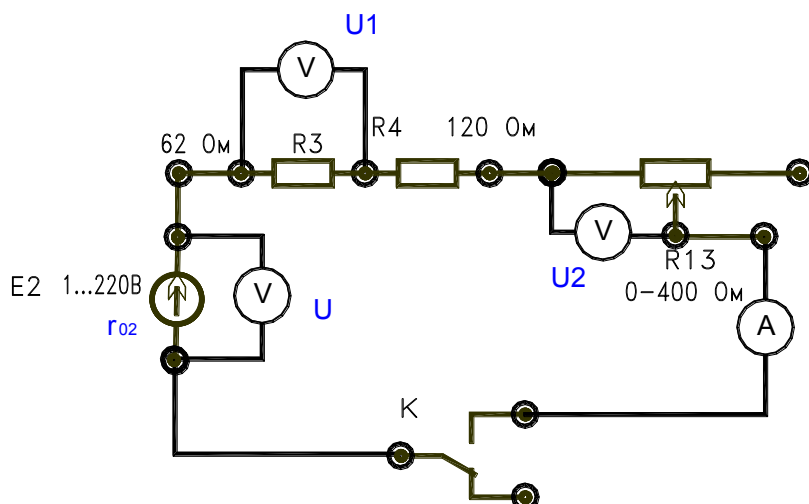 U1
V
R4
62 Ом
R3
120 Ом
V
U2
R13
0-400 Ом
E2
1...220В
V
U
r02
A
K